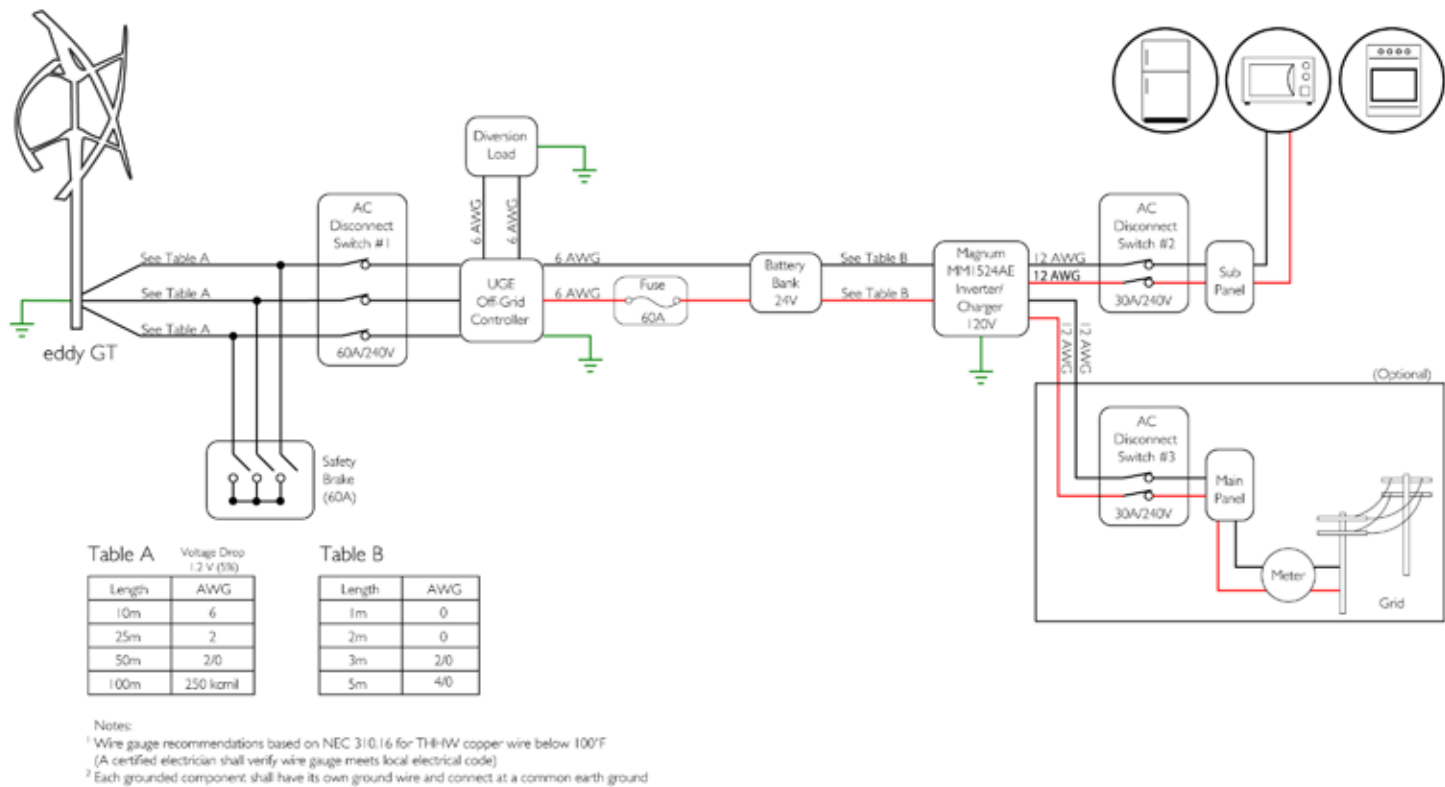 Diversion
Load
AC
Disconnect
Switch #1
6 AWG
6 AWG
See Table A
See Table A
See Table A
60A/240V
eddy GT
UGE
Off-Grid
Controller
6 AWG
6 AWG
Fuse
60A
Battery
Bank
24V
See Table B
See Table B
Magnum
MM1524AE
Inverter/
Charger
120V
12 AWG
12 AWG
AC
Disconnect
Switch #2
30A/240V
Sub
Panel
12 AWG
12 AWG
(Optional)
AC
Disconnect
Switch #3
30A/240V
Main
Panel
Meter
Grid
Safety
Brake
(60A)
Table A
Voltage Drop
1.2 V (5%)
Length AWG
10m 6
25m 2
50m 2/0
100m 250 kcmil
Table B
Length AWG
1m 0
2m 0
3m 2/0
5m 4/0
Notes:
1 Wire gauge recommendations based on NEC 310.16 for THHW copper wire below 100°F
(A certified electrician shall verify wire gauge meets local electrical code)
2 Each grounded component shall have its own ground wire and connect at a common earth ground